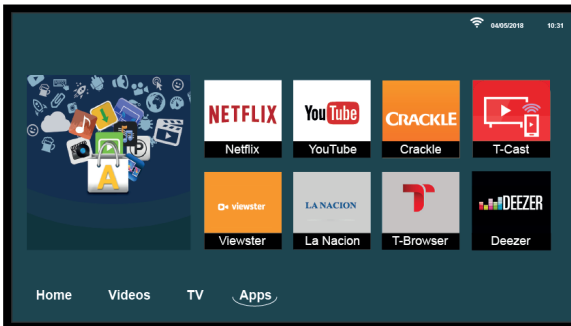 04/05/2018 10:31
NETFLIX
Netflix
YouTube
YouTube
CRACKLE
Crackle
T-Cast
A
viewster
Viewster
LA NACION
La Nacion
T
T-Browser
DEEZER
Deezer
Home Videos TV Apps